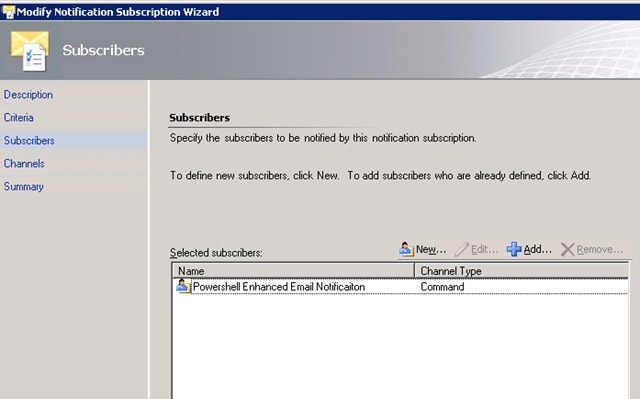 Modify Notification Subscription Wizard
Subscribers
Description
Criteria
Subscribers
Channels
Summary
Subscribers
Specify the subscribers to be notified by this notification subscription.
To define new subscribers, click New. To add subscribers who are already defined, click Add.
Selected subscribers:
New... Edit... Add... Remove...
Name Channel Type
Powershell Enhanced Email Notificaiton Command